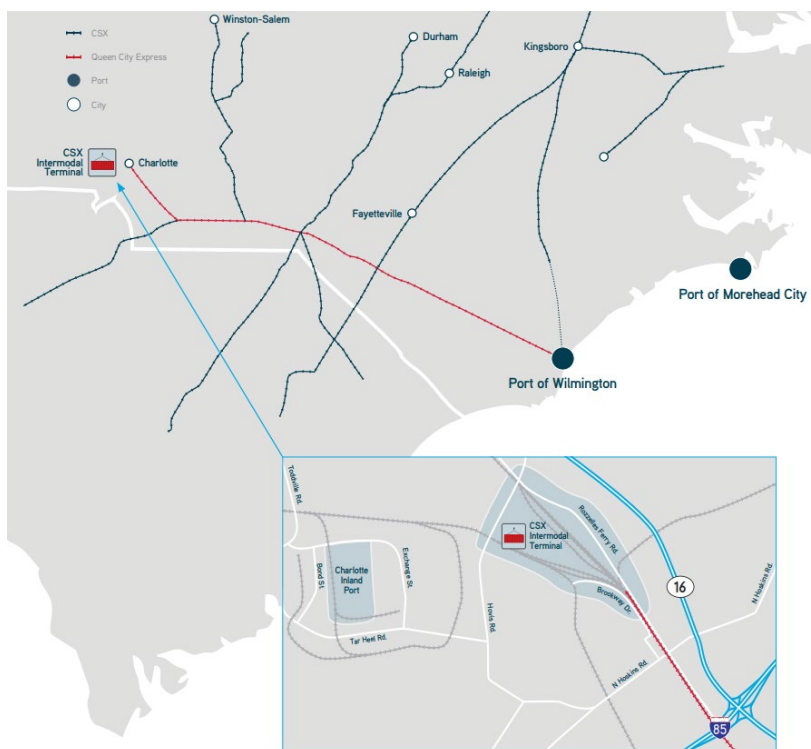 Winston-Salem
CSX
Queen City Express
Port
City
Durham
Raleigh
Kingsboro
CSX
Intermodal
Terminal
Charlotte
Fayetteville
Port of Morehead City
Port of Wilmington
Toddville Rd.
Bond St.
Charlotte
Inland
Port
Exchange St.
Tar Heel Rd.
Hovis Rd.
CSX
Intermodal
Terminal
Rozzelles Ferry Rd.
Brookway Dr.
16
N Hoskins Rd.
N Hoskins Rd.
85